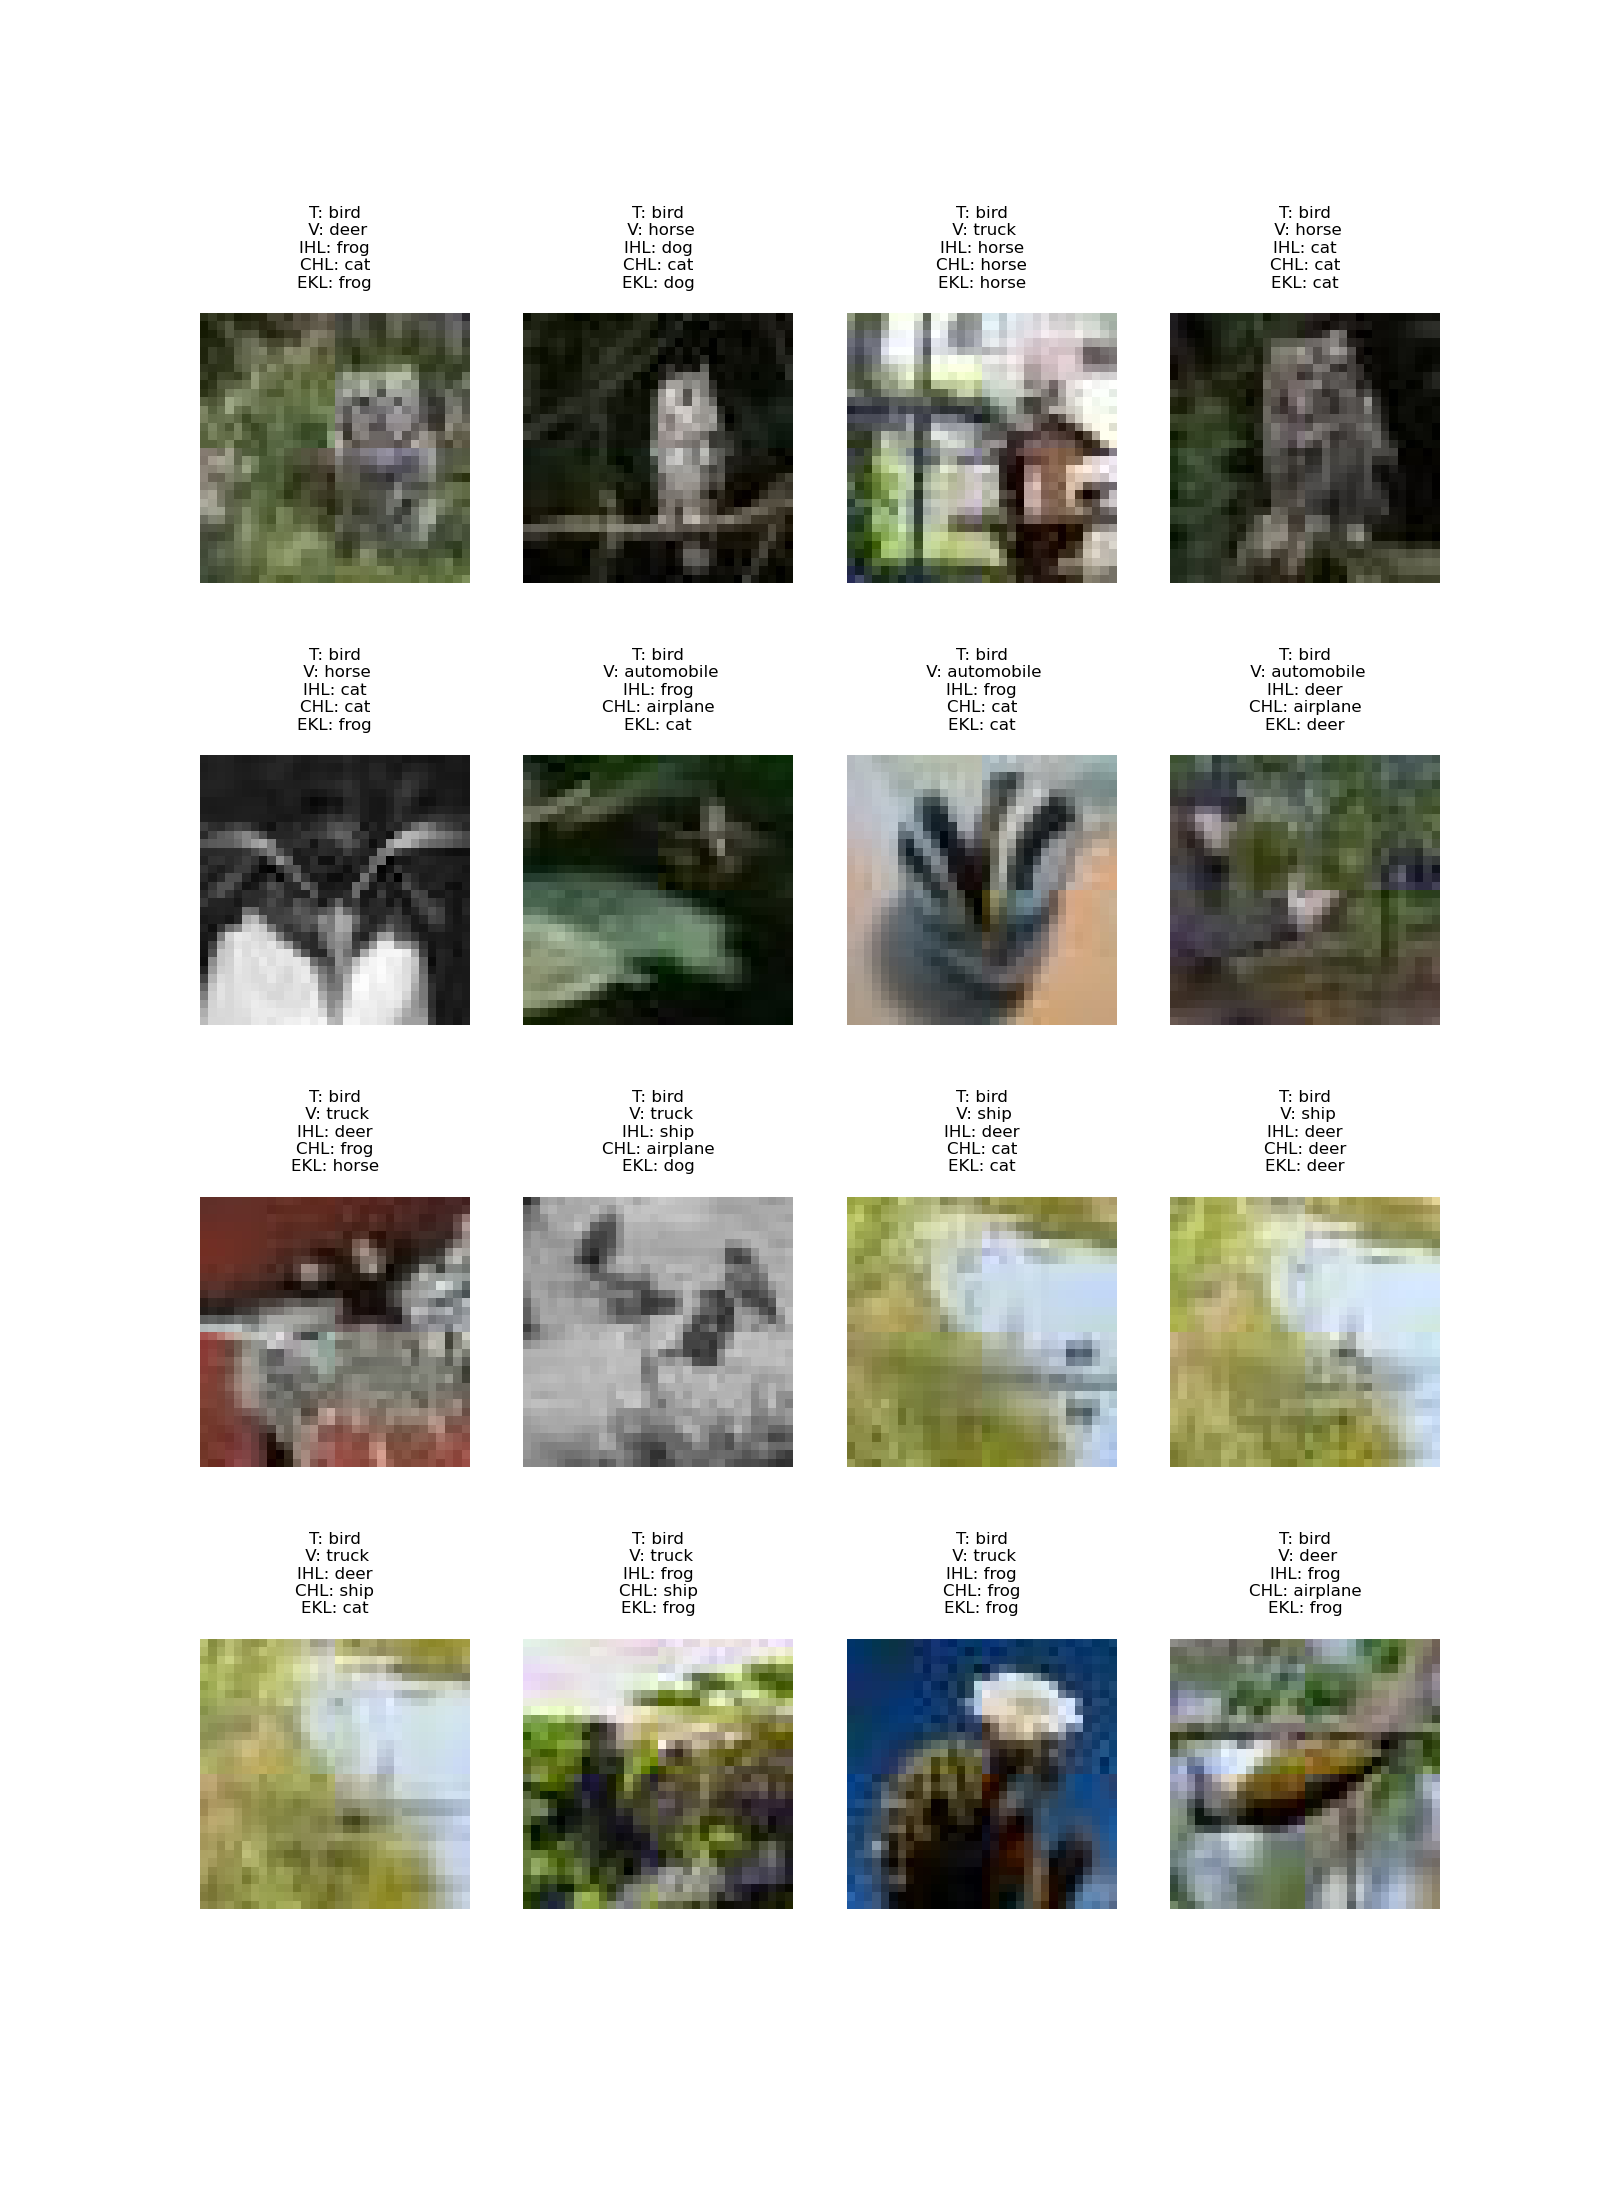 T: bird
V: deer
IHL: frog
CHL: cat
EKL: frog
T: bird
V: horse
IHL: dog
CHL: cat
EKL: dog
T: bird
V: truck
IHL: horse
CHL: horse
EKL: horse
T: bird
V: horse
IHL: cat
CHL: cat
EKL: cat
T: bird
V: horse
IHL: cat
CHL: cat
EKL: frog
T: bird
V: automobile
IHL: frog
CHL: airplane
EKL: cat
T: bird
V: automobile
IHL: frog
CHL: cat
EKL: cat
T: bird
V: automobile
IHL: deer
CHL: airplane
EKL: deer
T: bird
V: truck
IHL: deer
CHL: frog
EKL: horse
T: bird
V: truck
IHL: ship
CHL: airplane
EKL: dog
T: bird
V: ship
IHL: deer
CHL: cat
EKL: cat
T: bird
V: ship
IHL: deer
CHL: deer
EKL: deer
T: bird
V: truck
IHL: deer
CHL: ship
EKL: cat
T: bird
V: truck
IHL: frog
CHL: ship
EKL: frog
T: bird
V: truck
IHL: frog
CHL: frog
EKL: frog
T: bird
V: deer
IHL: frog
CHL: airplane
EKL: frog